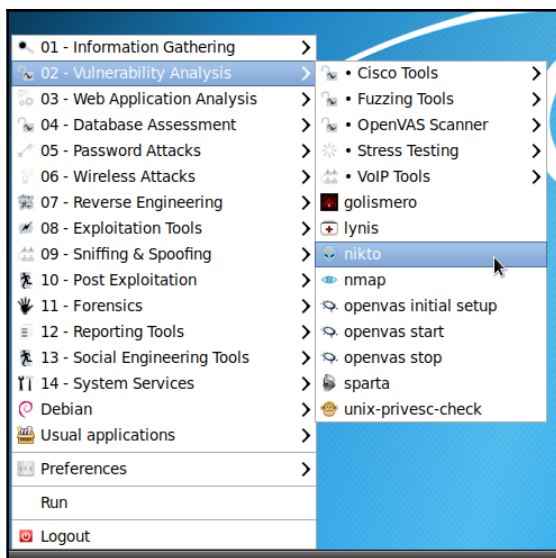 01 - Information Gathering
02 - Vulnerability Analysis
03 - Web Application Analysis
04 - Database Assessment
05 - Password Attacks
06 - Wireless Attacks
07 - Reverse Engineering
08 - Exploitation Tools
09 - Sniffing & Spoofing
10 - Post Exploitation
11 - Forensics
12 - Reporting Tools
13 - Social Engineering Tools
14 - System Services
Debian
Usual applications
Preferences
Run
Logout
• Cisco Tools
• Fuzzing Tools
• OpenVAS Scanner
• Stress Testing
• VoIP Tools
golismero
lynis
nikto
nmap
openvas initial setup
openvas start
openvas stop
sparta
unix-privesc-check